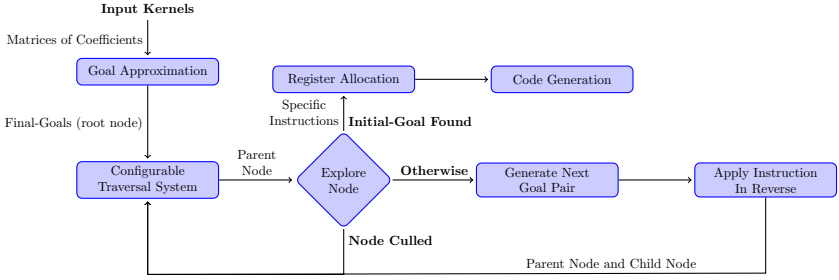 Input Kernels
Matrices of Coefficients
Goal Approximation
Register Allocation
Code Generation
Specific
Instructions
Initial-Goal Found
Final-Goals (root node)
Configurable
Traversal System
Parent
Node
Explore
Node
Otherwise
Generate Next
Goal Pair
Apply Instruction
In Reverse
Node Culled
Parent Node and Child Node